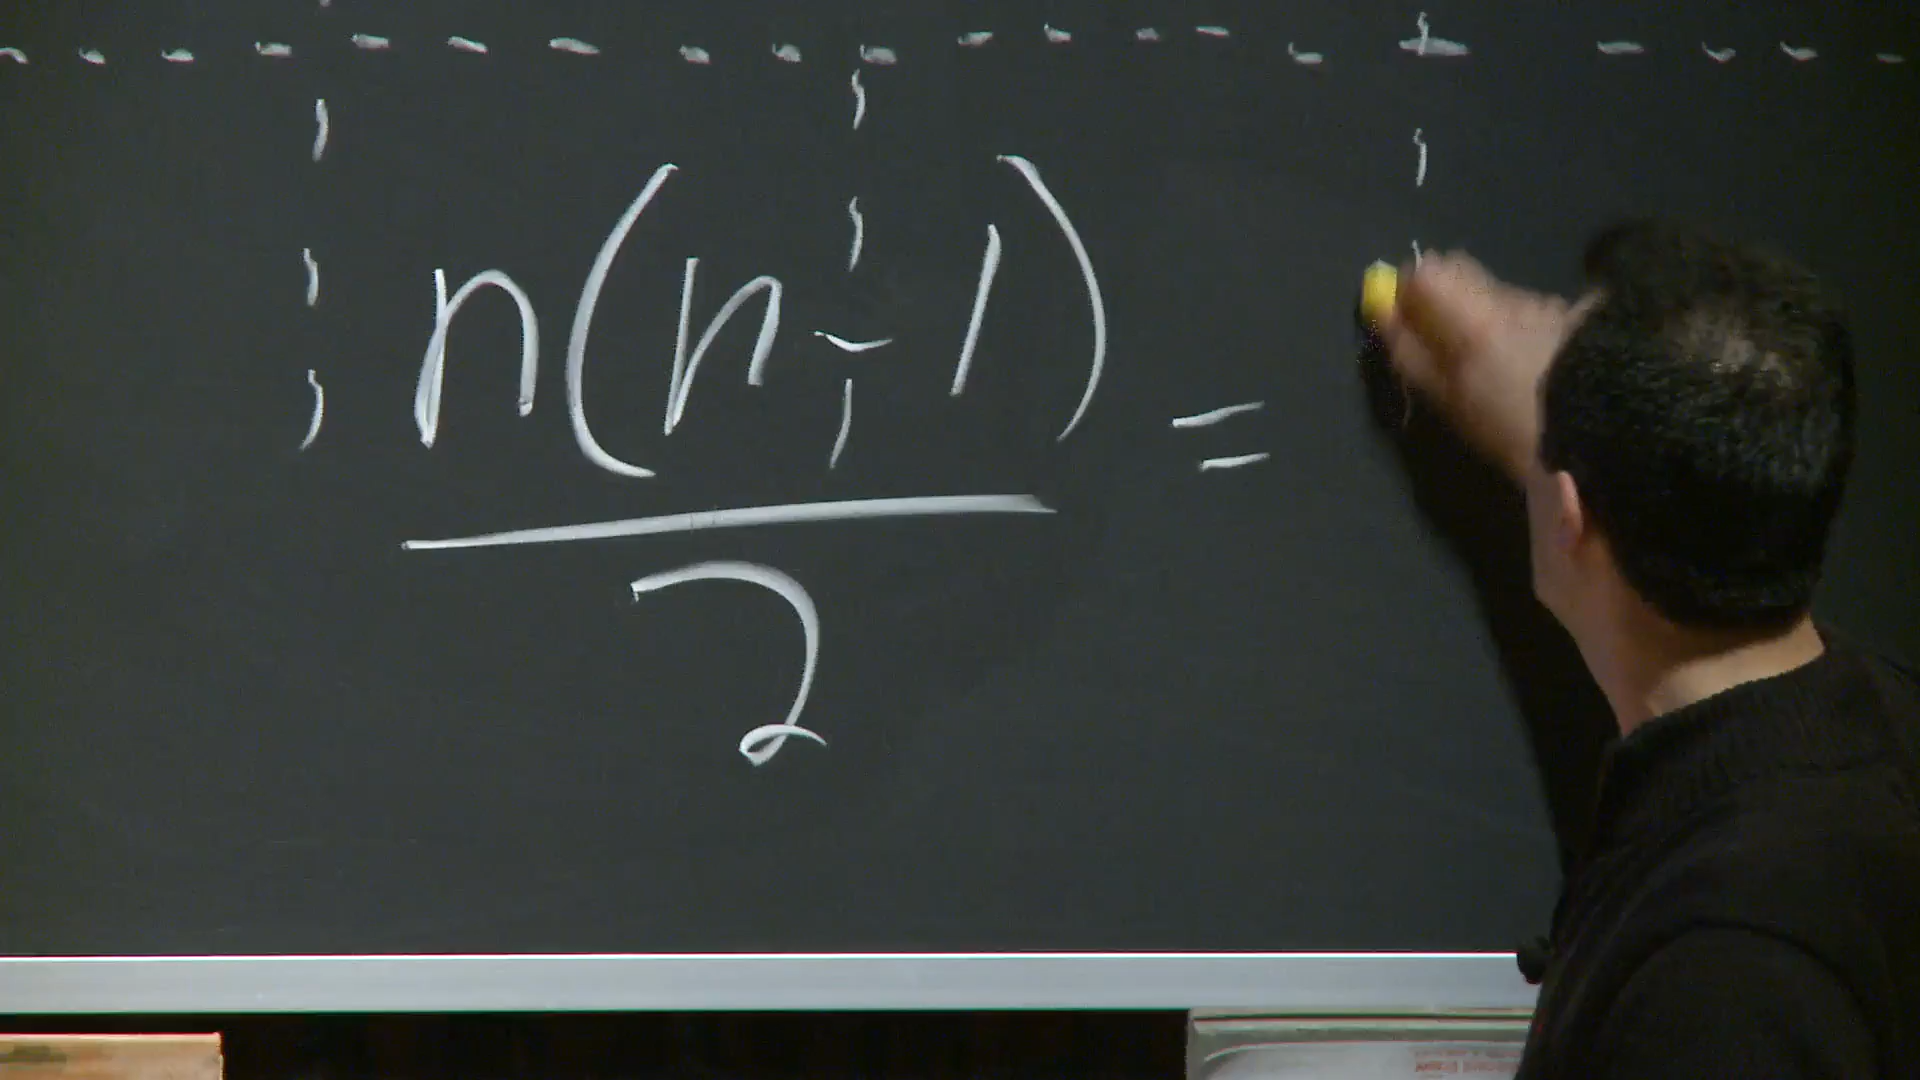 n(n-1)
2
=